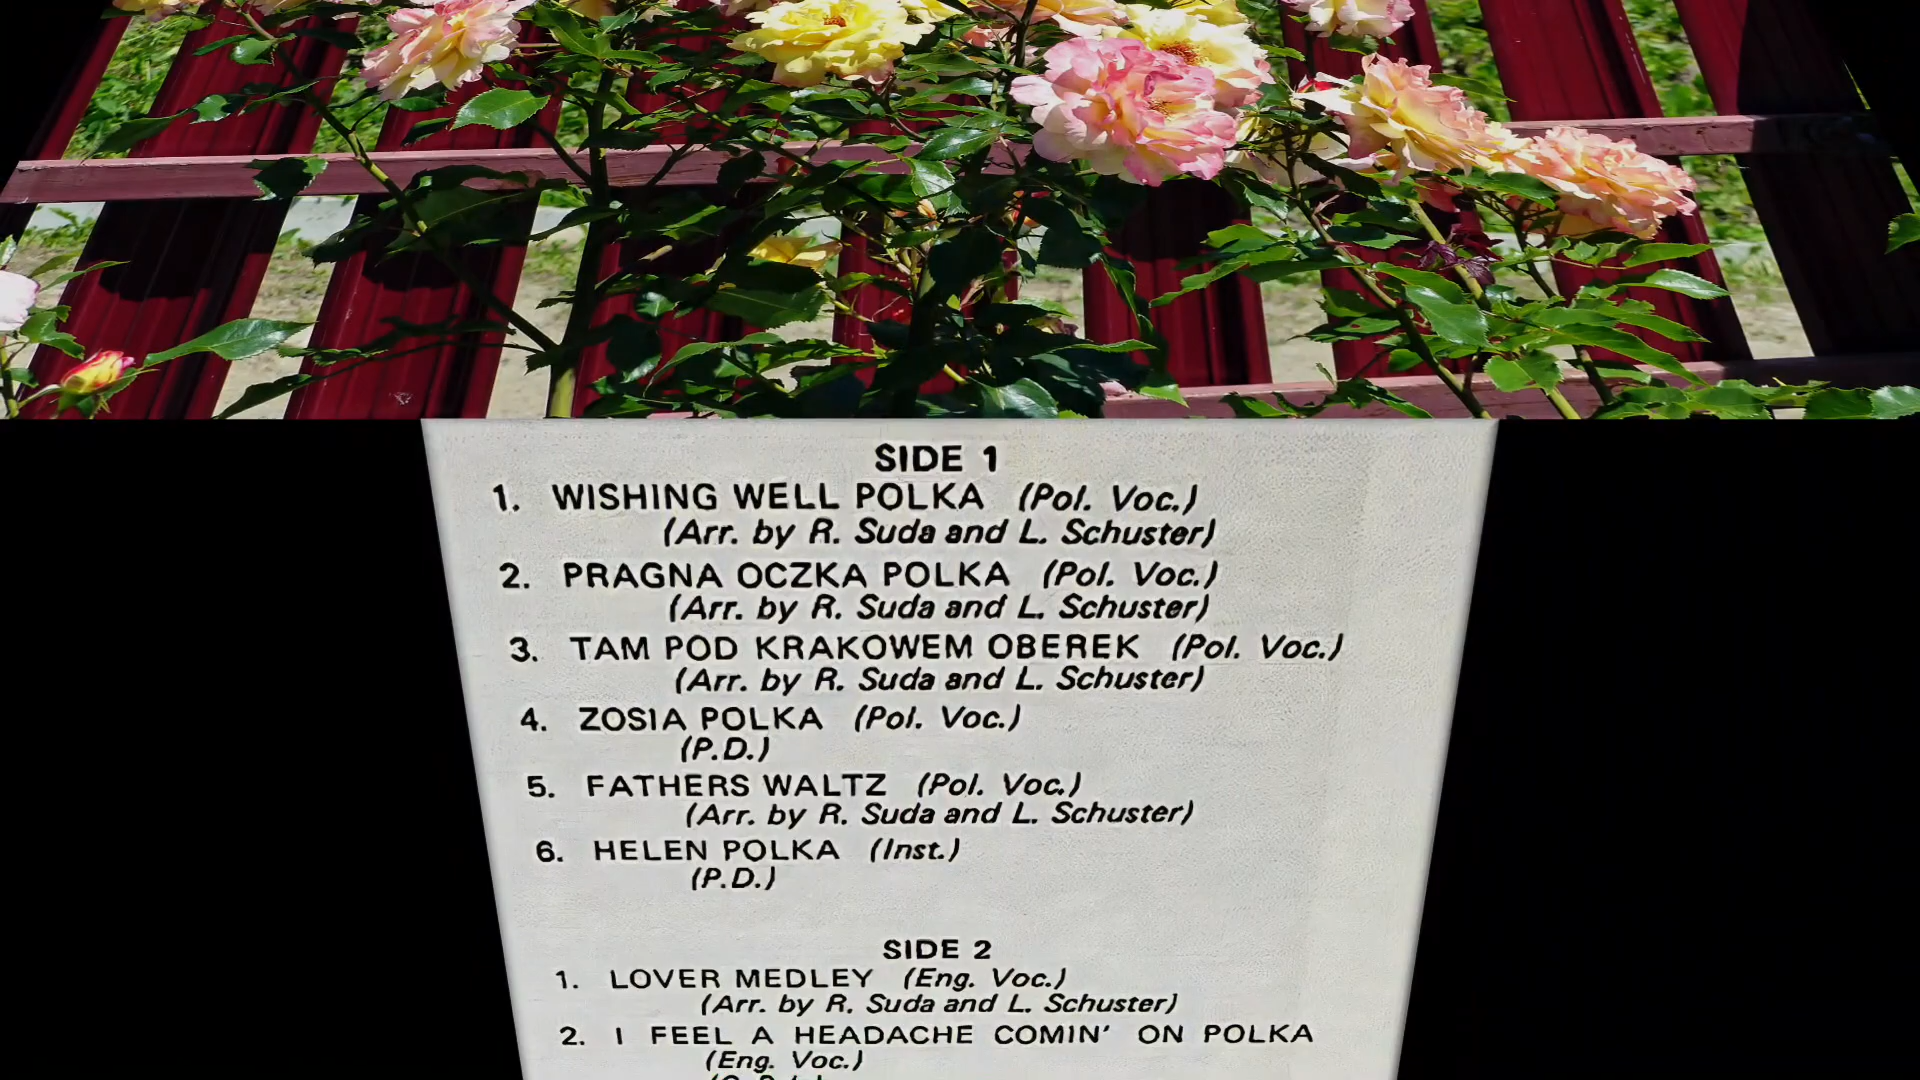 SIDE 1
1. WISHING WELL POLKA (Pol. Voc.)
(Arr. by R. Suda and L. Schuster)
2. PRAGNA OCZKA POLKA (Pol. Voc.)
(Arr. by R. Suda and L. Schuster)
3. TAM POD KRAKOWEM OBEREK (Pol. Voc.)
(Arr. by R. Suda and L. Schuster)
4. ZOSIA POLKA (Pol. Voc.)
(P.D.)
5. FATHERS WALTZ (Pol. Voc.)
(Arr. by R. Suda and L. Schuster)
6. HELEN POLKA (Inst.)
(P.D.)
SIDE 2
1. LOVER MEDLEY (Eng. Voc.)
(Arr. by R. Suda and L. Schuster)
2. I FEEL A HEADACHE COMIN' ON POLKA
(Eng. Voc.)